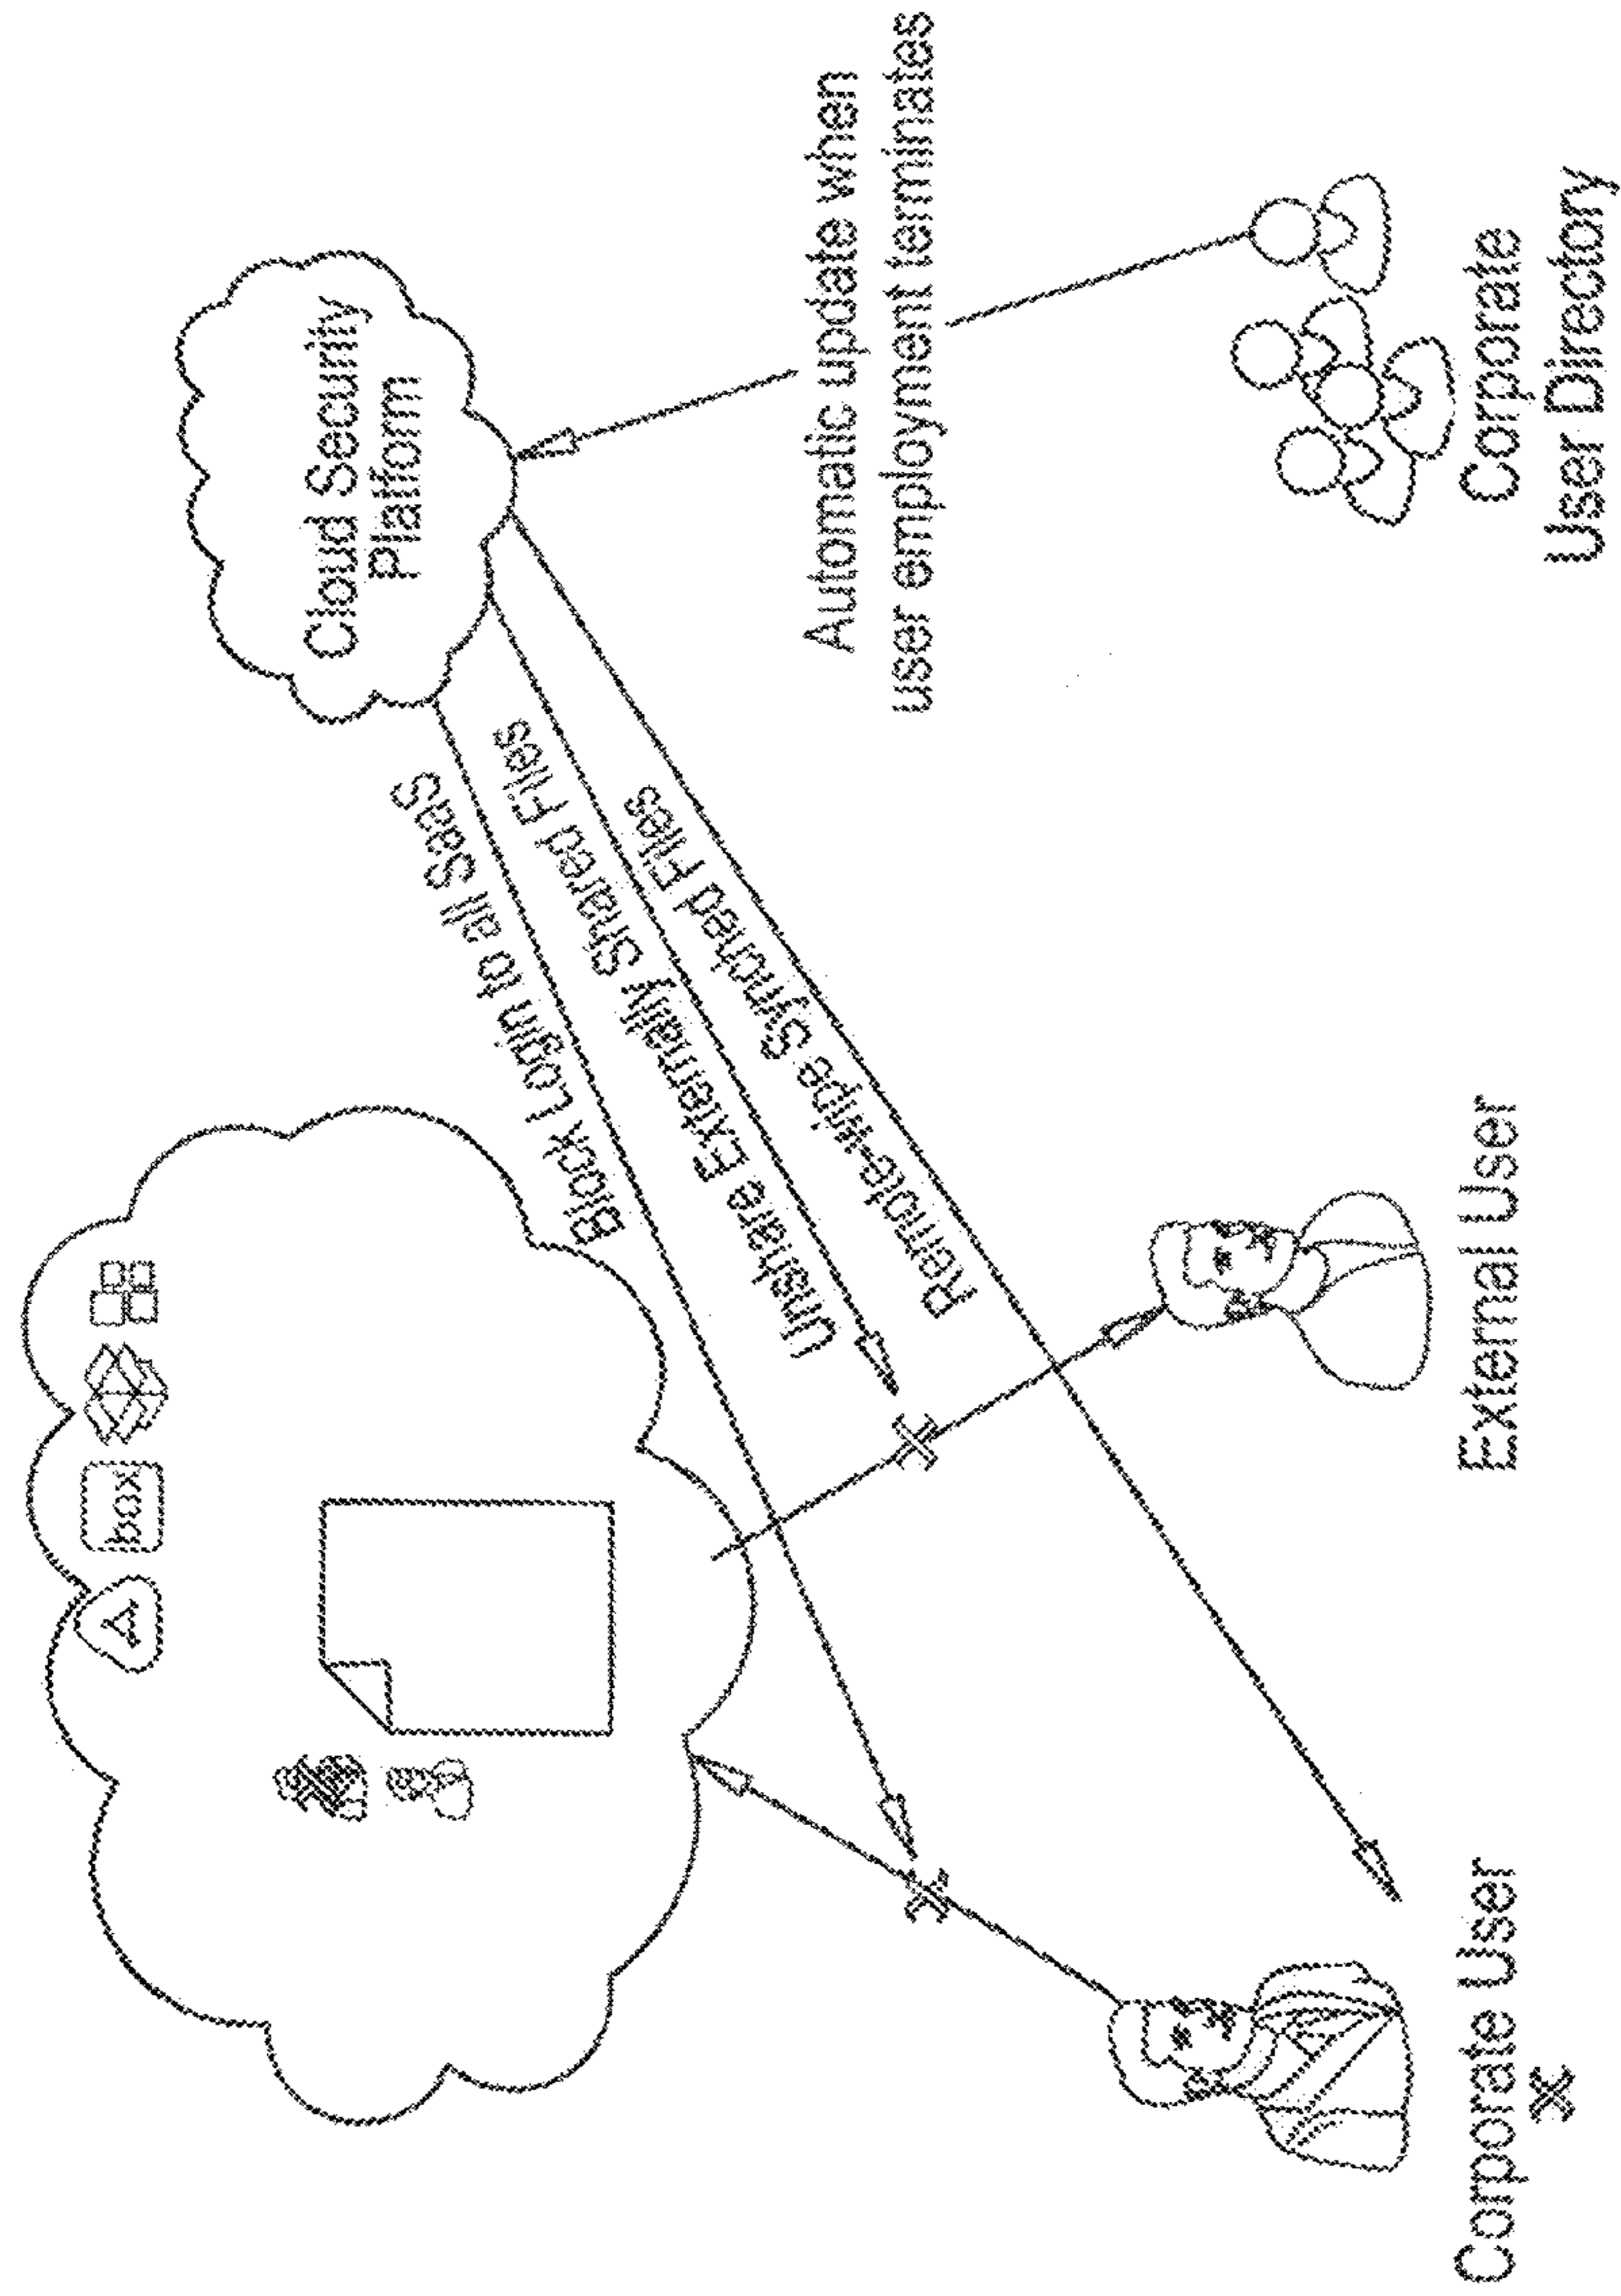 box
Cloud Security
Platform
Block Login to all SaaS
Unshare Externally Shared Files
Remote-wipe Synched Files
Automatic update when
user employment terminates
Corporate User
External User
Corporate
User Directory